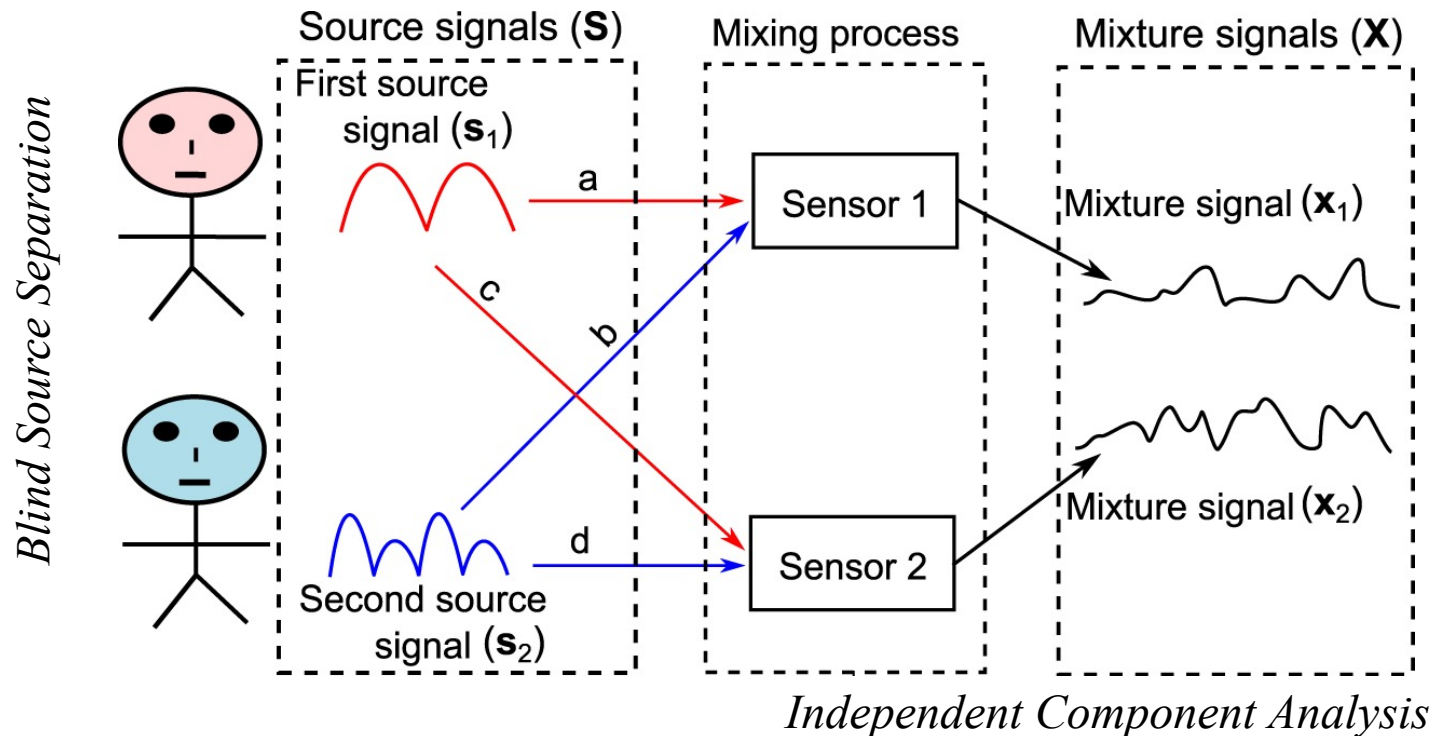 Blind Source Separation
Source signals (S)
First source
signal (s₁)
a
c
b
d
Second source
signal (s₂)
Mixing process
Sensor 1
Sensor 2
Mixture signals (X)
Mixture signal (x₁)
Mixture signal (x₂)
Independent Component Analysis